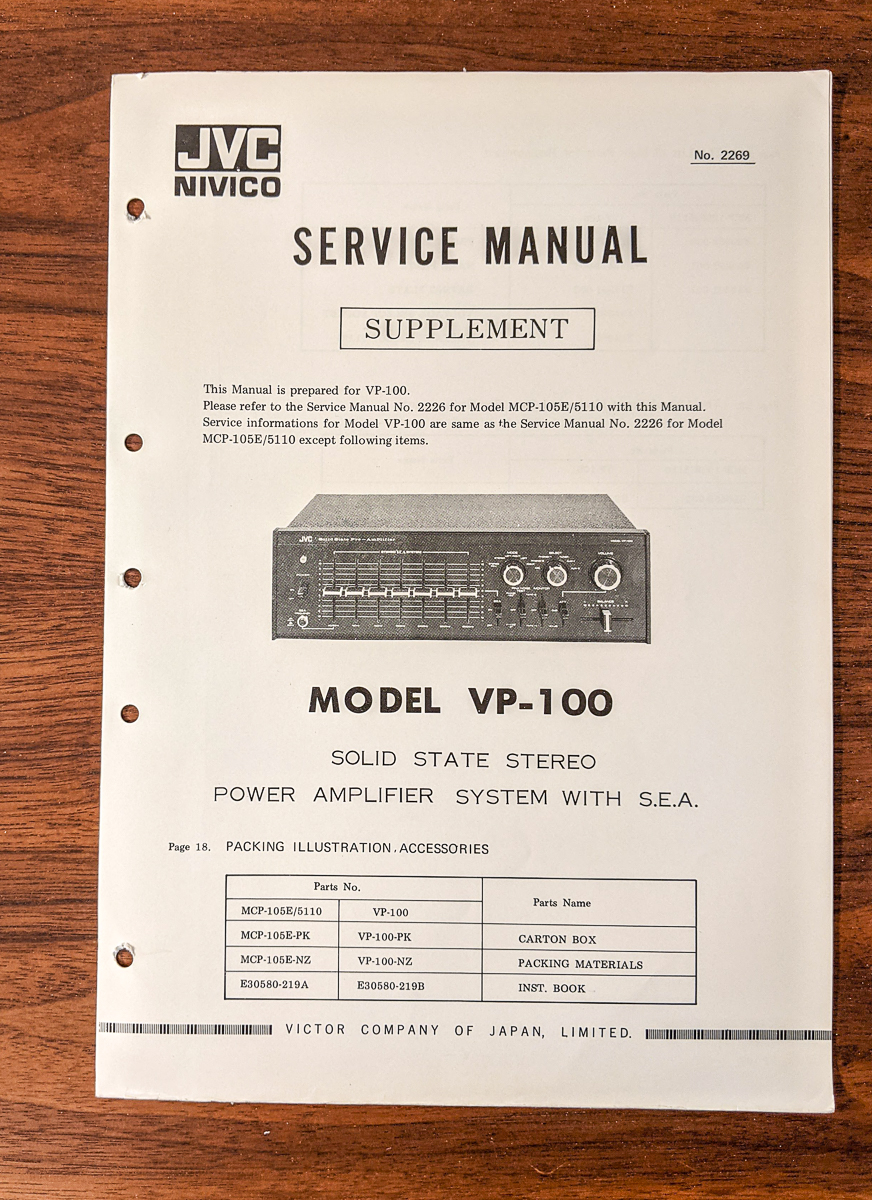 JVC
NIVICO
No. 2269
SERVICE MANUAL
SUPPLEMENT
This Manual is prepared for VP-100.
Please refer to the Service Manual No. 2226 for Model MCP-105E/5110 with this Manual.
Service informations for Model VP-100 are same as the Service Manual No. 2226 for Model
MCP-105E/5110 except following items.
JVC Solid State Pre-Amplifier
MODEL VP-100
SOLID STATE STEREO
POWER AMPLIFIER SYSTEM WITH S.E.A.
Page 18. PACKING ILLUSTRATION, ACCESSORIES
Parts No. Parts Name
MCP-105E/5110 VP-100
MCP-105E-PK VP-100-PK CARTON BOX
MCP-105E-NZ VP-100-NZ PACKING MATERIALS
E30580-219A E30580-219B INST. BOOK
VICTOR COMPANY OF JAPAN, LIMITED.